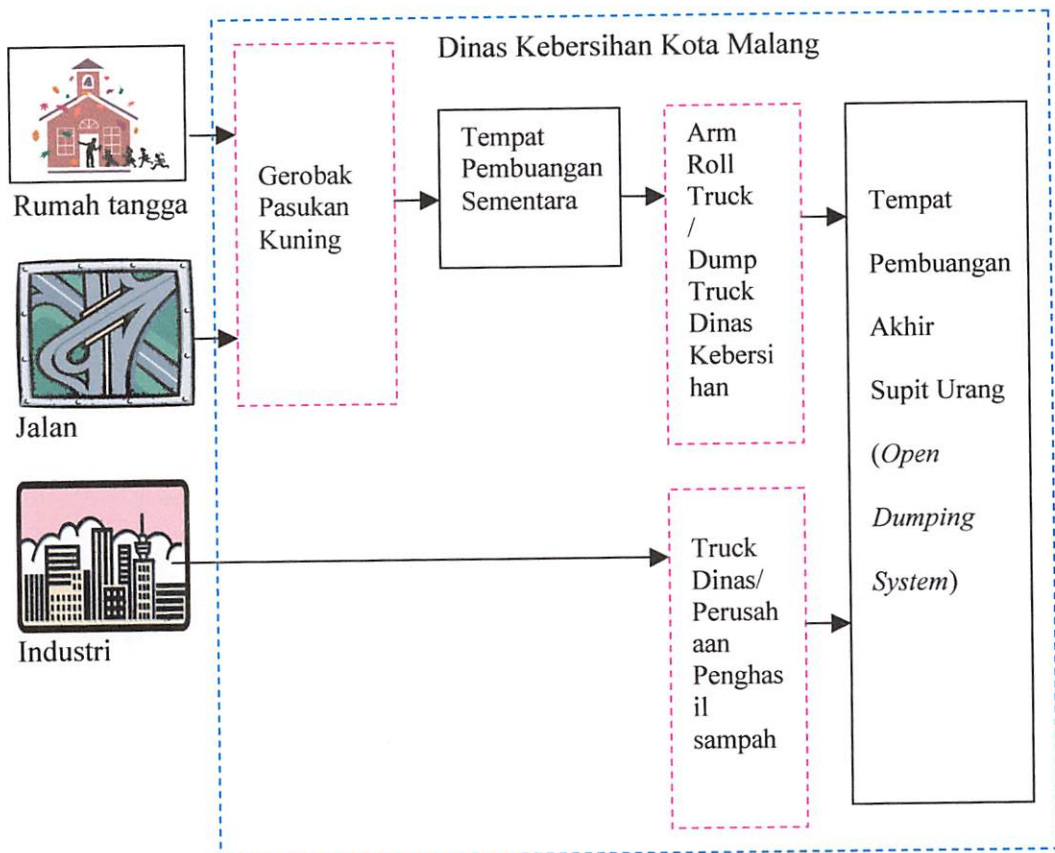 Dinas Kebersihan Kota Malang
Rumah tangga
Jalan
Industri
Gerobak
Pasukan
Kuning
Tempat
Pembuangan
Sementara
Arm
Roll
Truck
/
Dump
Truck
Dinas
Kebersi
han
Truck
Dinas/
Perusah
aan
Penghas
il
sampah
Tempat
Pembuangan
Akhir
Supit Urang
(Open
Dumping
System)